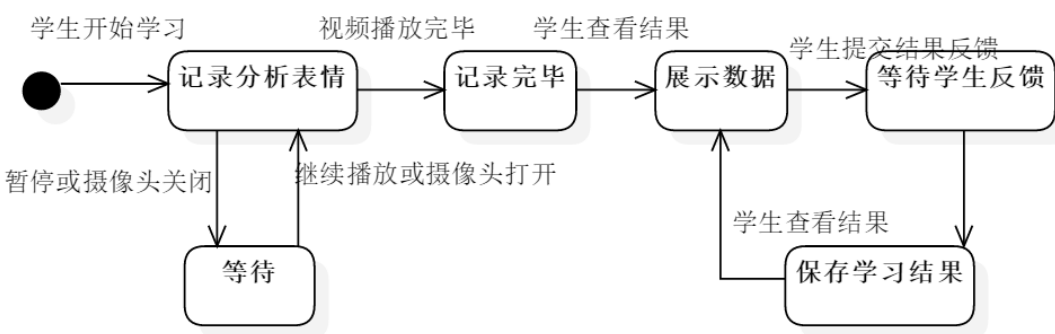 学生开始学习
视频播放完毕
学生查看结果
学生提交结果反馈
记录分析表情
记录完毕
展示数据
等待学生反馈
暂停或摄像头关闭
继续播放或摄像头打开
学生查看结果
等待
保存学习结果